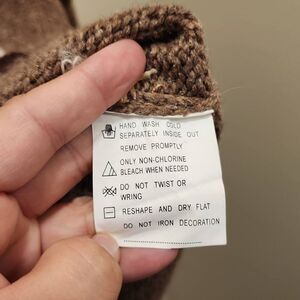 HAND WASH COLD
SEPARATELY INSIDE OUT
REMOVE PROMPTLY
ONLY NON-CHLORINE
BLEACH WHEN NEEDED
DO NOT TWIST OR
WRING
RESHAPE AND DRY FLAT
DO NOT IRON DECORATION